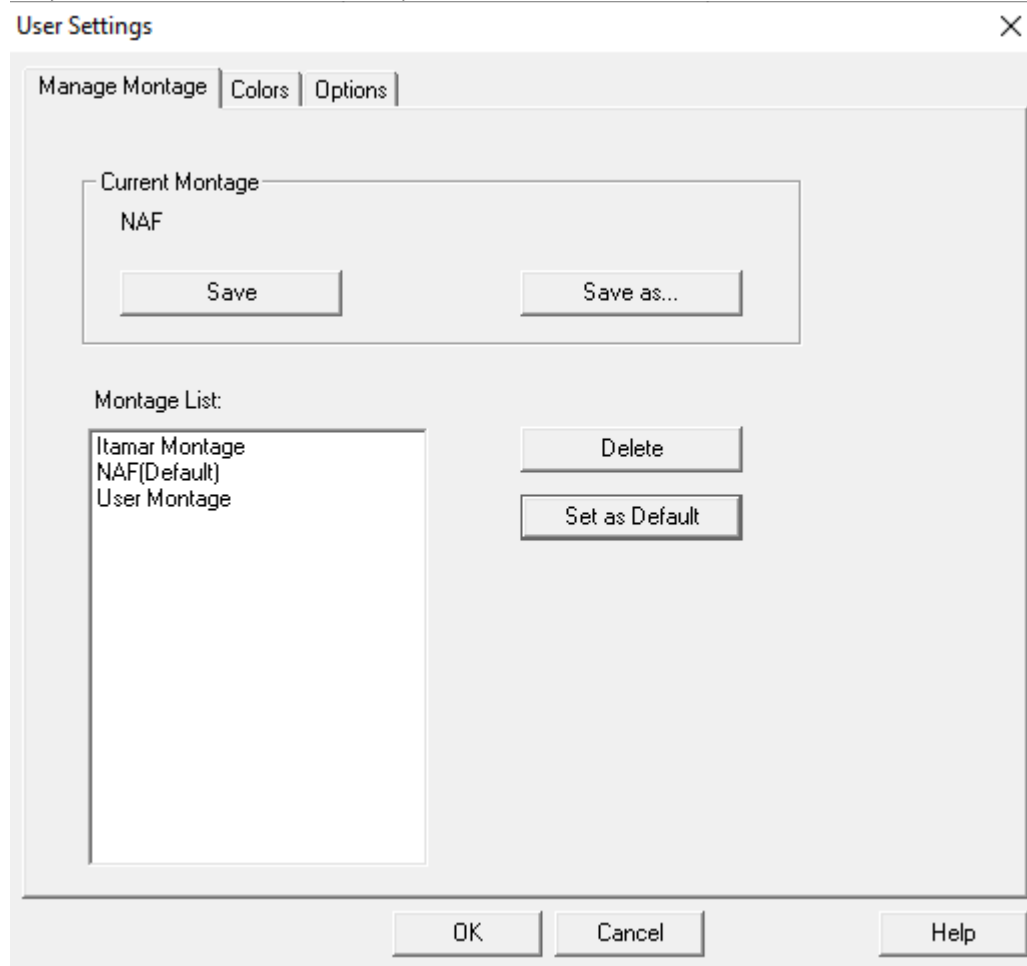 User Settings
Manage Montage Colors Options
Current Montage
NAF
Save Save as...
Montage List:
Itamar Montage
NAF(Default)
User Montage
Delete
Set as Default
OK Cancel Help